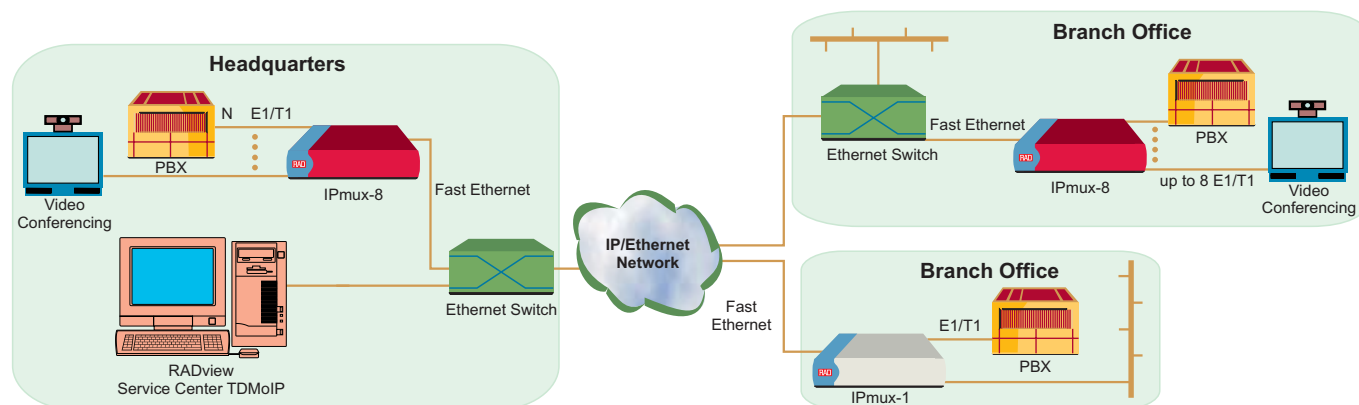 Headquarters
N E1/T1
PBX
RAD
IPmux-8
Video
Conferencing
Fast Ethernet
Ethernet Switch
RADview
Service Center TDMoIP
IP/Ethernet
Network
Fast
Ethernet
Branch Office
Ethernet Switch
Fast Ethernet
RAD
IPmux-8
PBX
up to 8 E1/T1
Video
Conferencing
Branch Office
E1/T1
PBX
RAD
IPmux-1